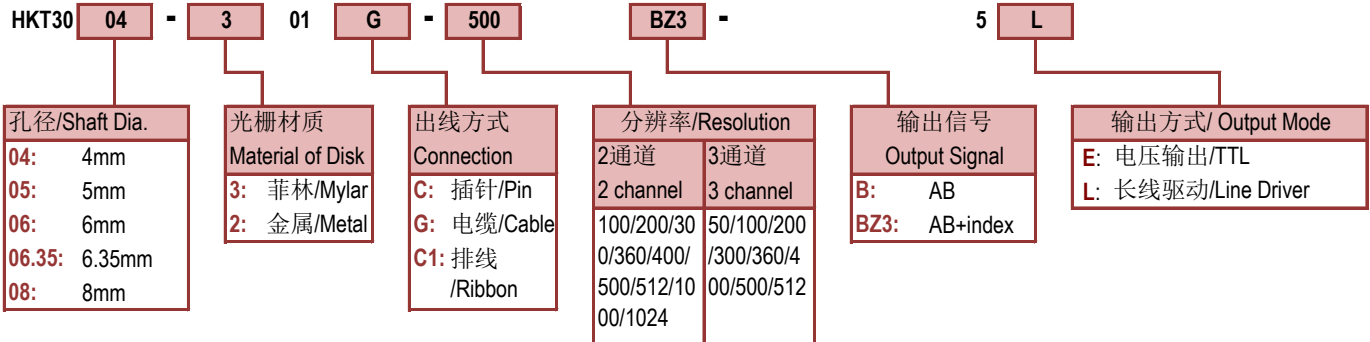 HKT30 04 - 3 01 G - 500 BZ3 - 5 L
孔径/Shaft Dia.
04: 4mm
05: 5mm
06: 6mm
06.35: 6.35mm
08: 8mm
光栅材质
Material of Disk
3: 菲林/Mylar
2: 金属/Metal
出线方式
Connection
C: 插针/Pin
G: 电缆/Cable
C1: 排线
/Ribbon
分辨率/Resolution
2通道
2 channel
100/200/30
0/360/400/
500/512/10
00/1024
3通道
3 channel
50/100/200
/300/360/4
00/500/512
输出信号
Output Signal
B: AB
BZ3: AB+index
输出方式/ Output Mode
E: 电压输出/TTL
L: 长线驱动/Line Driver